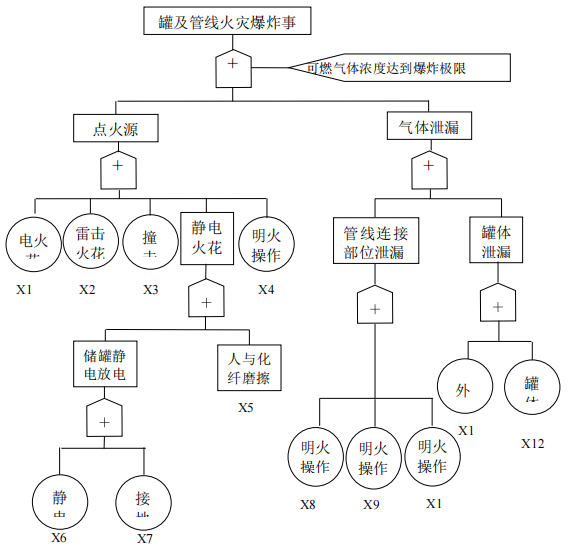 罐及管线火灾爆炸事
+
可燃气体浓度达到爆炸极限
点火源
气体泄漏
+
+
电火
雷击
火花
撞
静电
火花
明火
操作
管线连接
部位泄漏
罐体
泄漏
X1
X2
X3
X4
+
+
+
储罐静
电放电
人与化
纤磨擦
X5
外
罐
X1
X12
+
明火
操作
明火
操作
明火
操作
静
接
X8
X9
X1
X6
X7